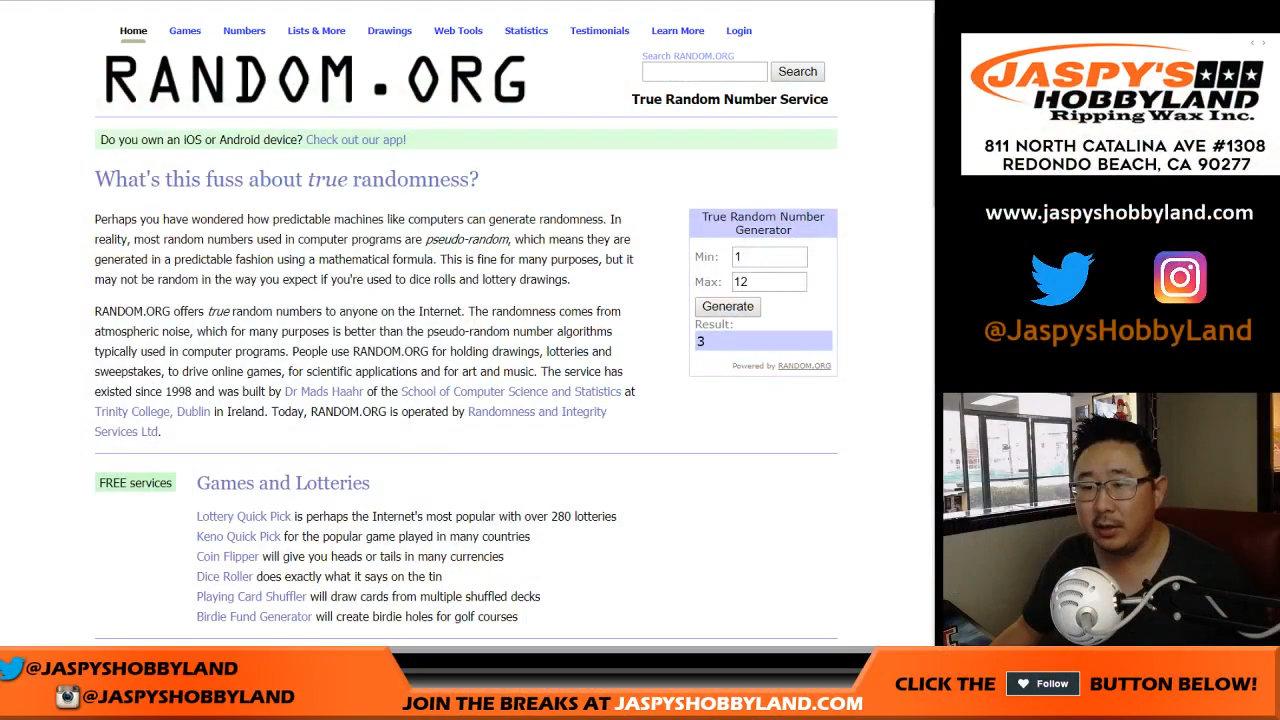 Home Games Numbers Lists & More Drawings Web Tools Statistics Testimonials Learn More Login
RANDOM.ORG
Search RANDOM.ORG
Search
True Random Number Service
Do you own an iOS or Android device? Check out our app!
What's this fuss about true randomness?
Perhaps you have wondered how predictable machines like computers can generate randomness. In
reality, most random numbers used in computer programs are pseudo-random, which means they are
generated in a predictable fashion using a mathematical formula. This is fine for many purposes, but it
may not be random in the way you expect if you're used to dice rolls and lottery drawings.
RANDOM.ORG offers true random numbers to anyone on the Internet. The randomness comes from
atmospheric noise, which for many purposes is better than the pseudo-random number algorithms
typically used in computer programs. People use RANDOM.ORG for holding drawings, lotteries and
sweepstakes, to drive online games, for scientific applications and for art and music. The service has
existed since 1998 and was built by Dr Mads Haahr of the School of Computer Science and Statistics at
Trinity College, Dublin in Ireland. Today, RANDOM.ORG is operated by Randomness and Integrity
Services Ltd.
True Random Number
Generator
Min: 1
Max: 12
Generate
Result:
3
Powered by RANDOM.ORG
FREE services
Games and Lotteries
Lottery Quick Pick is perhaps the Internet's most popular with over 280 lotteries
Keno Quick Pick for the popular game played in many countries
Coin Flipper will give you heads or tails in many currencies
Dice Roller does exactly what it says on the tin
Playing Card Shuffler will draw cards from multiple shuffled decks
Birdie Fund Generator will create birdie holes for golf courses
JASPY'S
HOBBYLAND
Ripping Wax Inc.
811 NORTH CATALINA AVE #1308
REDONDO BEACH, CA 90277
www.jaspyshobbyland.com
@JaspysHobbyLand
@JASPYSHOBBYLAND
@JASPYSHOBBYLAND
JOIN THE BREAKS AT JASPYSHOBBYLAND.COM
CLICK THE Follow BUTTON BELOW!